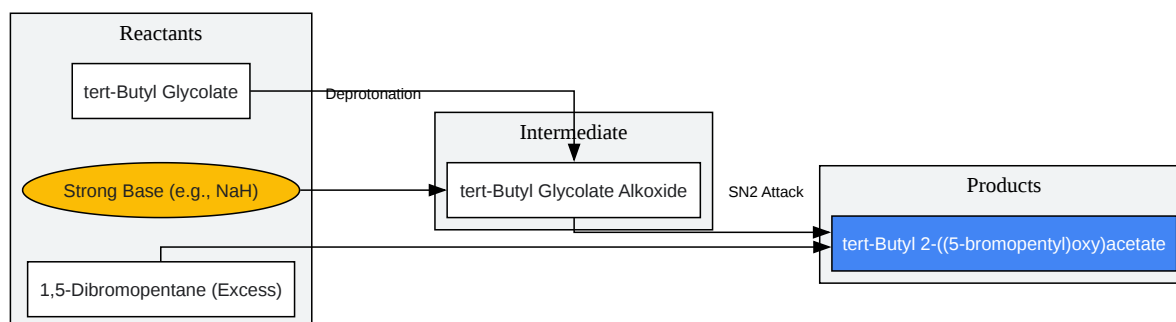 Reactants
tert-Butyl Glycolate
Deprotonation
Intermediate
Strong Base (e.g., NaH)
tert-Butyl Glycolate Alkoxide
SN2 Attack
Products
tert-Butyl 2-((5-bromopentyl)oxy)acetate
1,5-Dibromopentane (Excess)